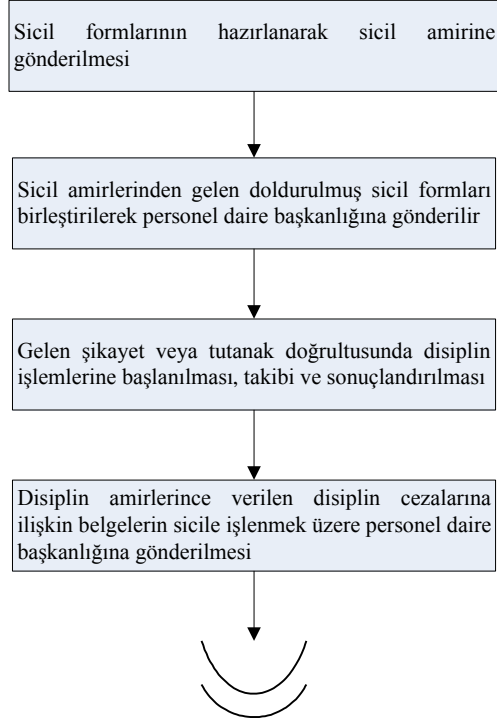 Sicil formlarının hazırlanarak sicil amirine
gönderilmesi
Sicil amirlerinden gelen doldurulmuş sicil formları
birleştirilerek personel daire başkanlığına gönderilir
Gelen şikayet veya tutanak doğrultusunda disiplin
işlemlerine başlanılması, takibi ve sonuçlandırılması
Disiplin amirlerince verilen disiplin cezalarına
ilişkin belgelerin sicile işlenmek üzere personel daire
başkanlığına gönderilmesi